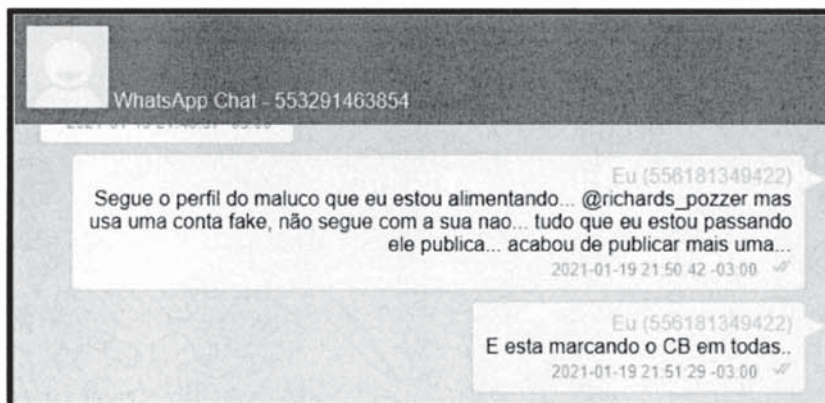 WhatsApp Chat - 553291463854
Eu (556181349422)
Segue o perfil do maluco que eu estou alimentando... @richards_pozzer mas
usa uma conta fake, não segue com a sua nao... tudo que eu estou passando
ele publica... acabou de publicar mais uma...
2021-01-19 21:50:42 -03:00
Eu (556181349422)
E esta marcando o CB em todas..
2021-01-19 21:51:29 -03:00